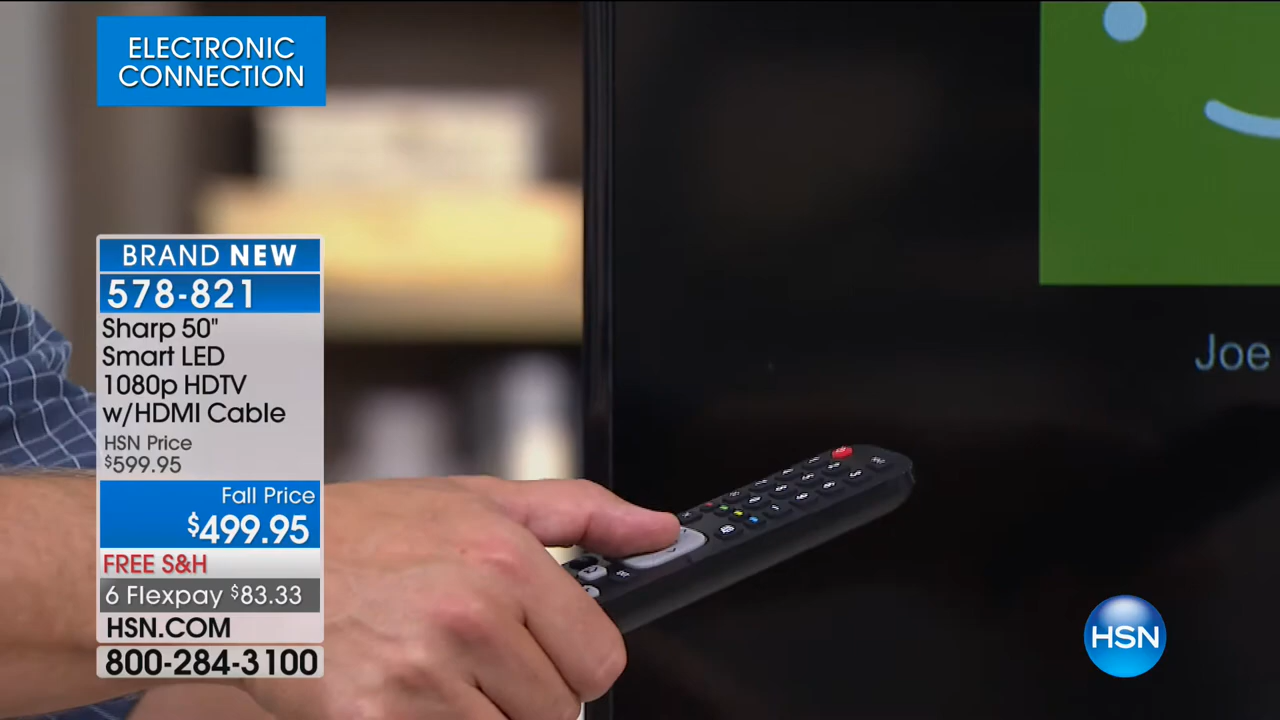 ELECTRONIC
CONNECTION
BRAND NEW
578-821
Sharp 50"
Smart LED
1080p HDTV
w/HDMI Cable
HSN Price
$599.95
Fall Price
$499.95
FREE S&H
6 Flexpay $83.33
HSN.COM
800-284-3100
Joe
HSN